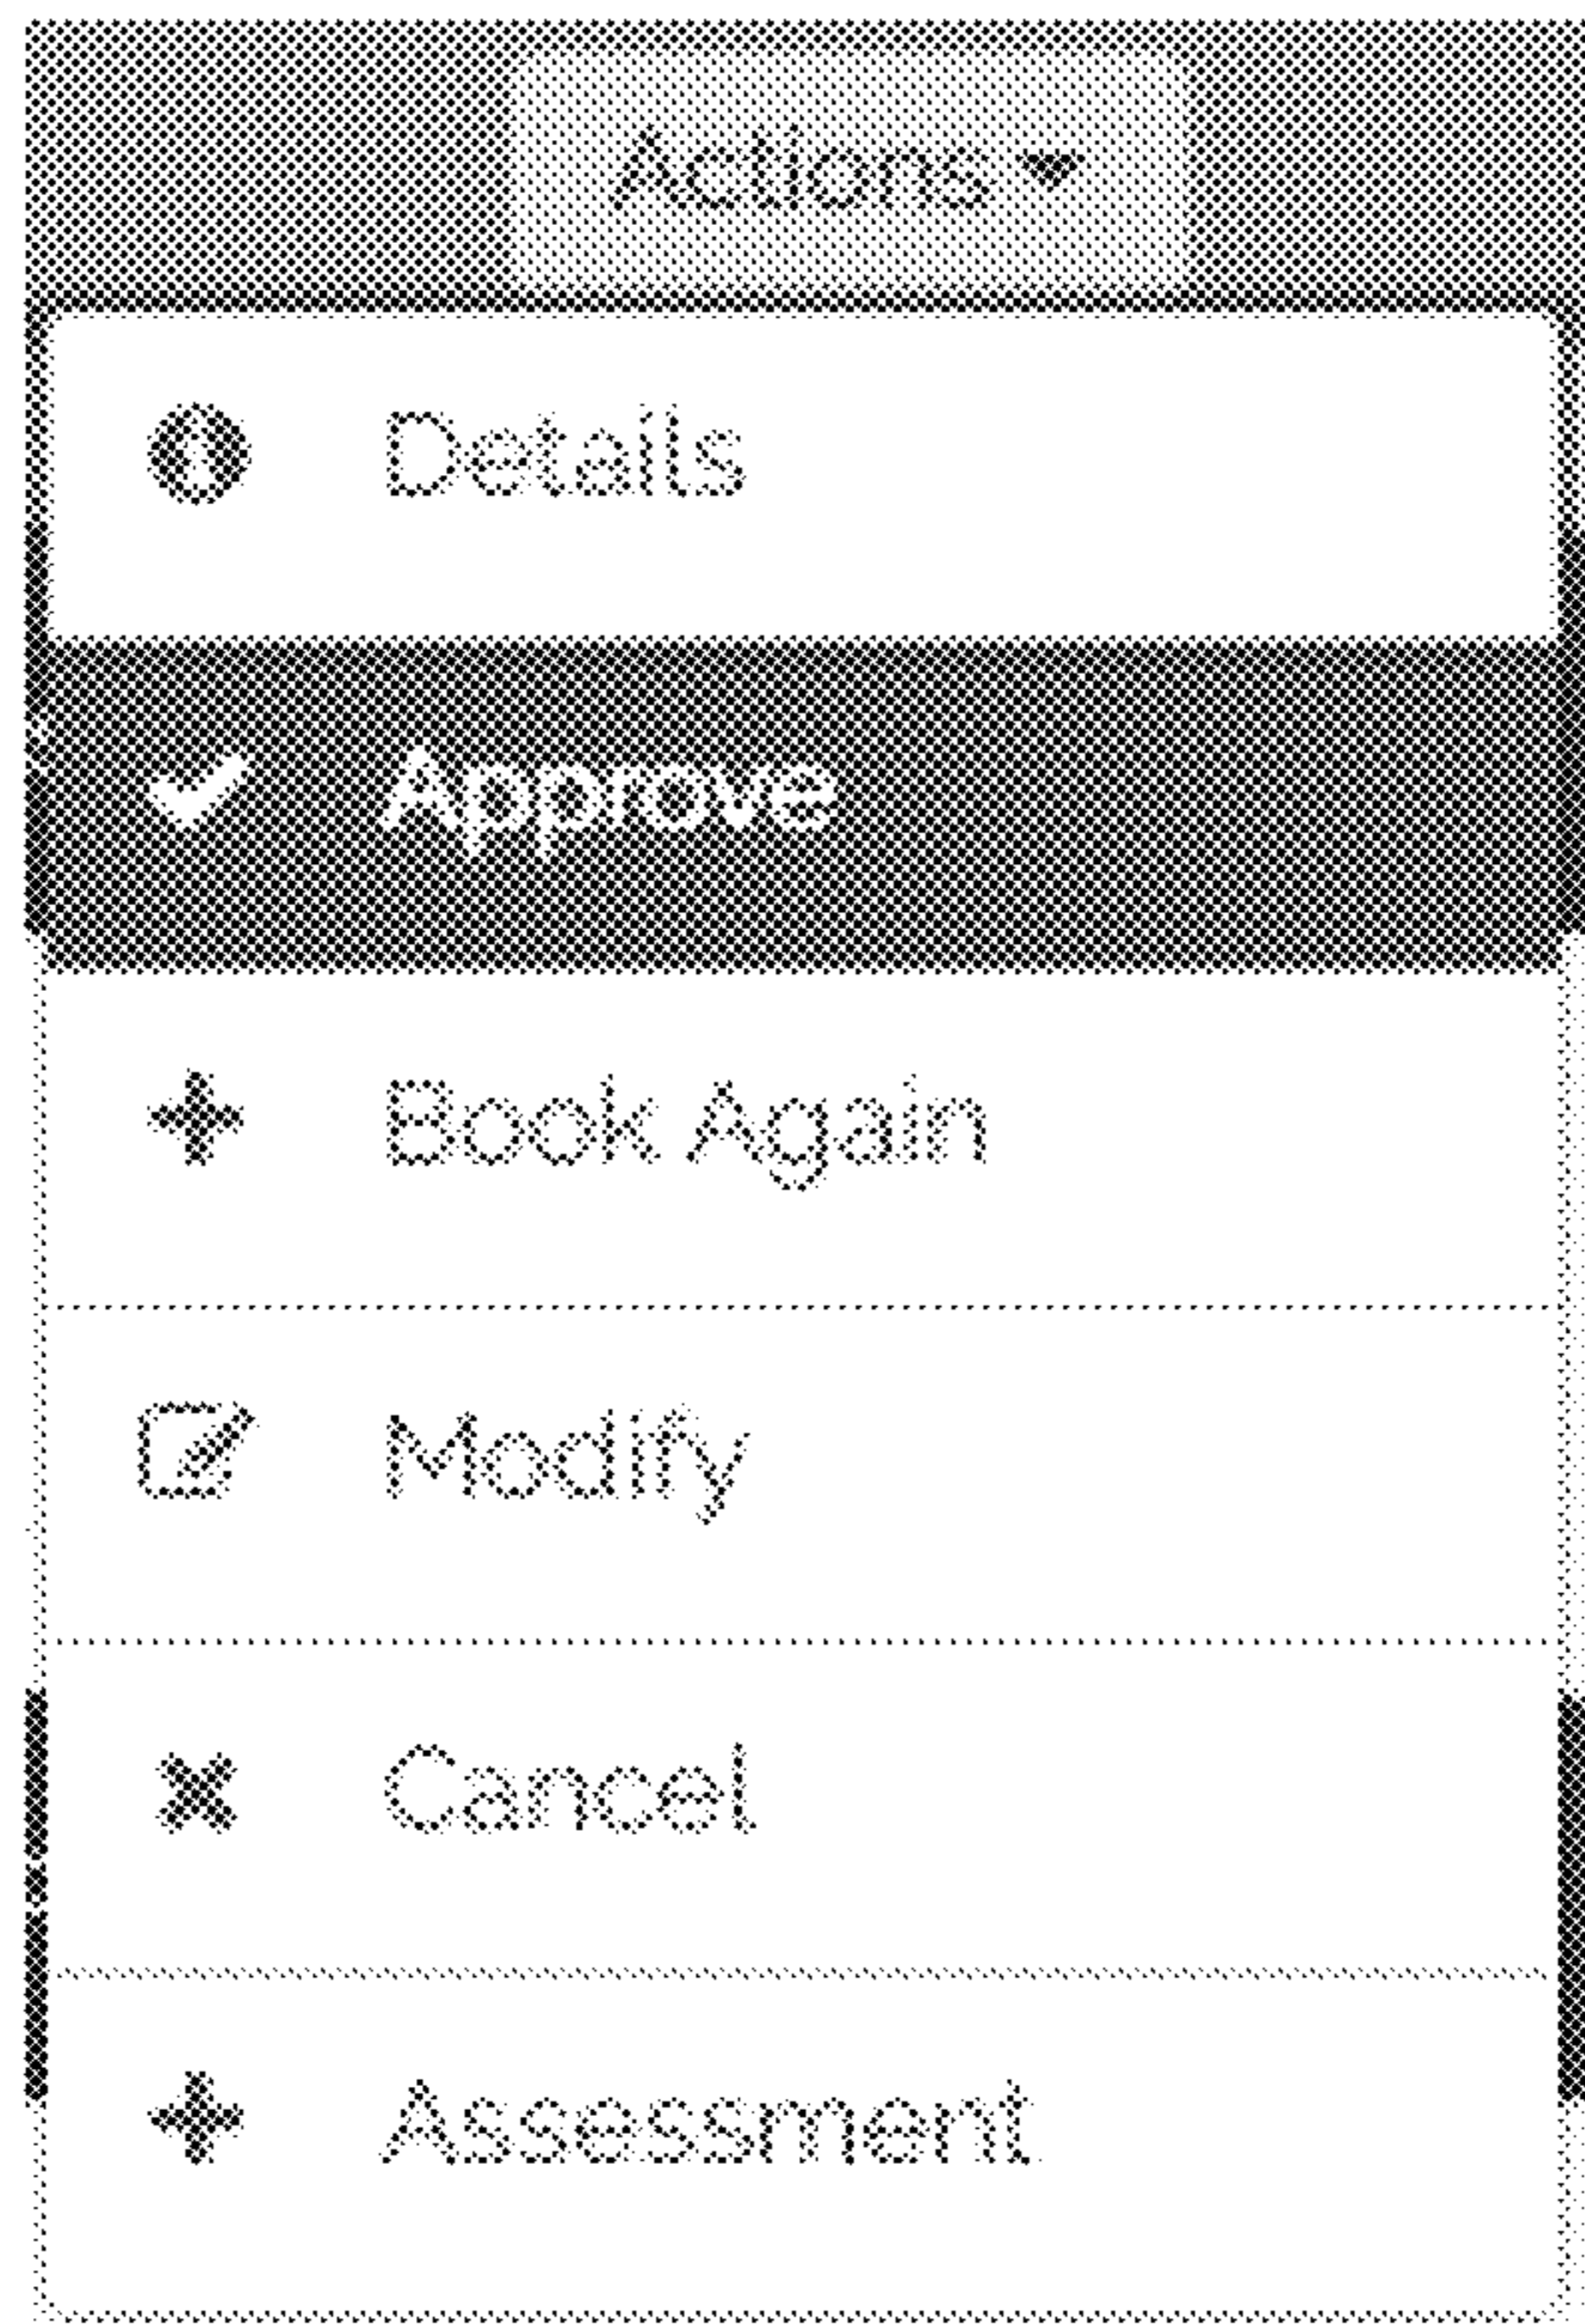 Actions
Details
Approve
Book Again
Modify
Cancel
Assessment